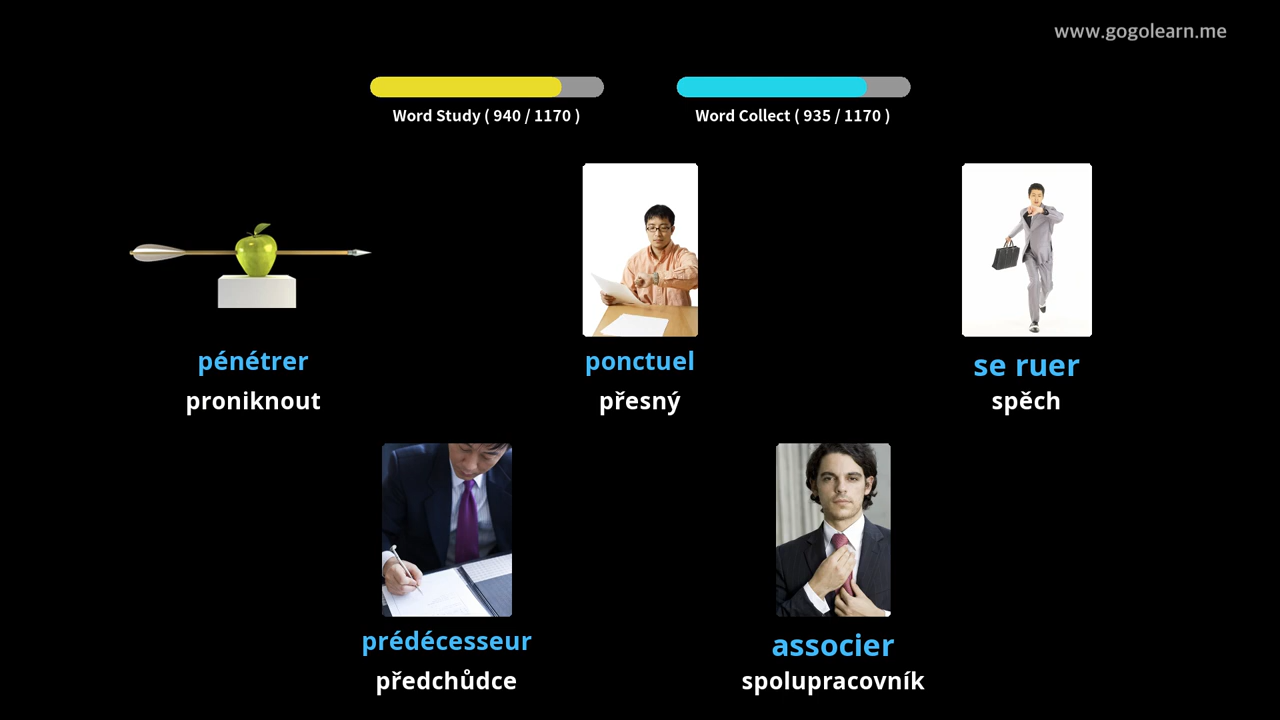 www.gogolearn.me
Word Study ( 940 / 1170 )
Word Collect ( 935 / 1170 )
pénétrer
proniknout
ponctuel
přesný
se ruer
spěch
prédécesseur
předchůdce
associer
spolupracovník